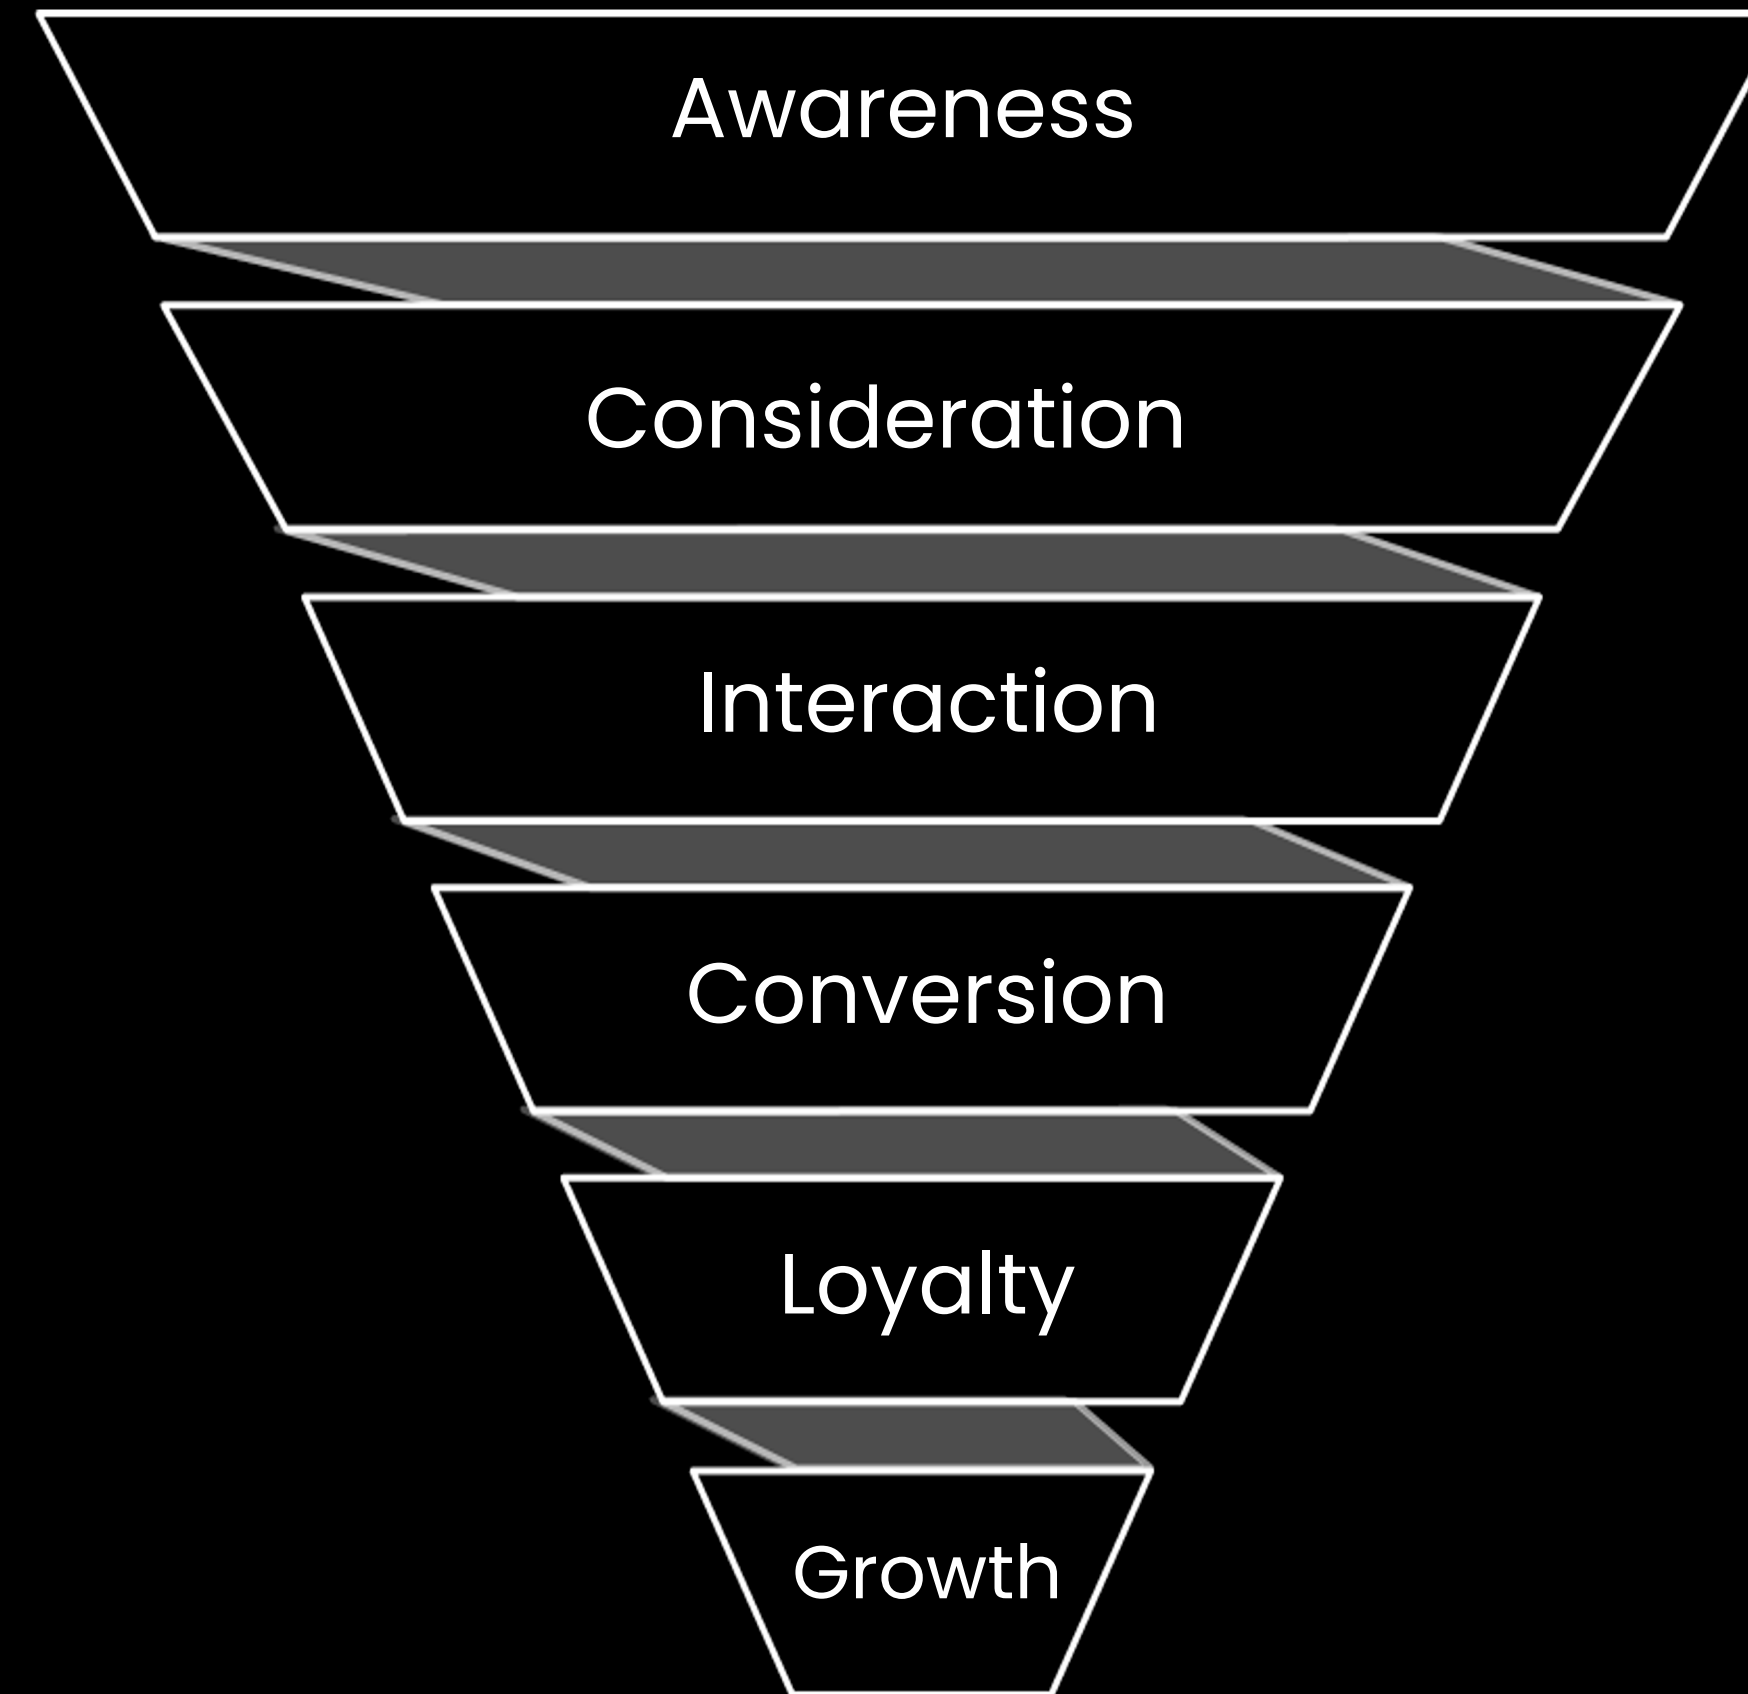 Awareness
Consideration
Interaction
Conversion
Loyalty
Growth